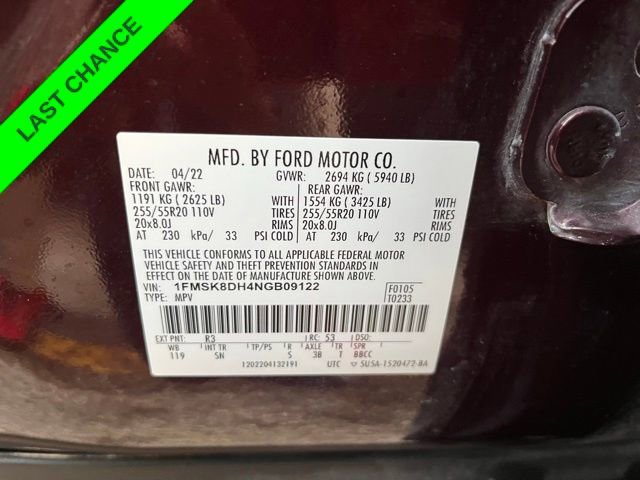 LAST CHANCE
MFD. BY FORD MOTOR CO.
DATE: 04/22 GVWR: 2694 KG ( 5940 LB)
FRONT GAWR: REAR GAWR:
1191 KG ( 2625 LB) WITH 1554 KG ( 3425 LB) WITH
255/55R20 110V TIRES 255/55R20 110V TIRES
20x8.0J RIMS 20x8.0J RIMS
AT 230 kPa/ 33 PSI COLD AT 230 kPa/ 33 PSI COLD
THIS VEHICLE CONFORMS TO ALL APPLICABLE FEDERAL MOTOR
VEHICLE SAFETY AND THEFT PREVENTION STANDARDS IN
EFFECT ON THE DATE OF MANUFACTURE SHOWN ABOVE.
VIN: 1FMSK8DH4NGB09122 F0105
TYPE: MPV T0233
EXT PNT: R3 RC: 53 DSO:
WB INT TR TP/PS R AXLE TR SPR
119 SN S 3B T BBCC
1202204132191 UTC 5U5A-1520472-BA